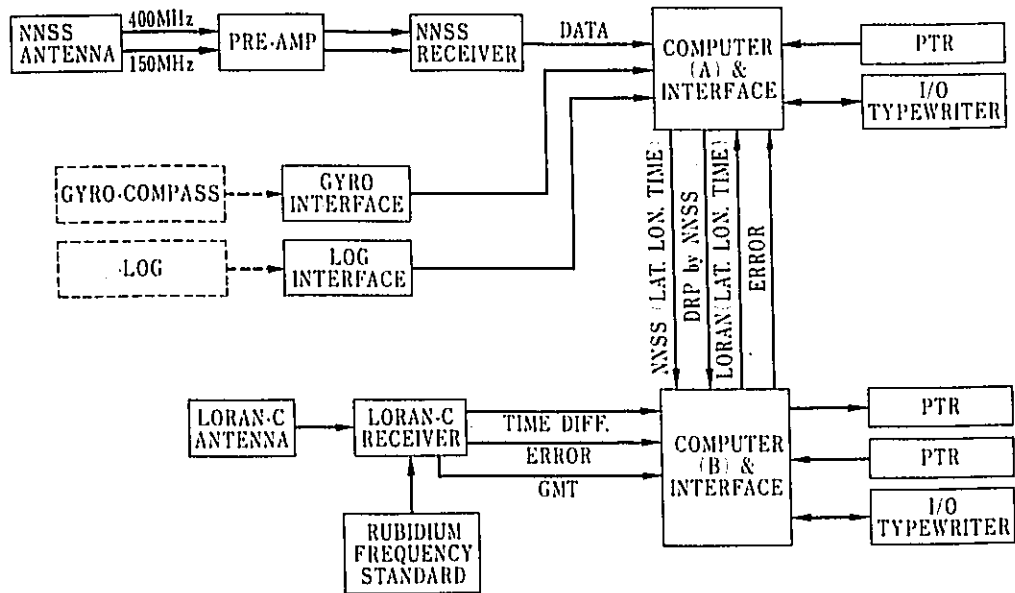 NNSS
ANTENNA
400MHz
150MHz
PRE-AMP
NNSS
RECEIVER
DATA
COMPUTER
(A) &
INTERFACE
PTR
I/O
TYPEWRITER
GYRO·COMPASS
GYRO
INTERFACE
LOG
LOG
INTERFACE
NNSS (LAT. LON. TIME)
DRP by NNSS
LORAN(LAT. LON. TIME)
ERROR
LORAN·C
ANTENNA
LORAN·C
RECEIVER
TIME DIFF.
ERROR
GMT
COMPUTER
(B) &
INTERFACE
PTR
PTR
I/O
TYPEWRITER
RUBIDIUM
FREQUENCY
STANDARD